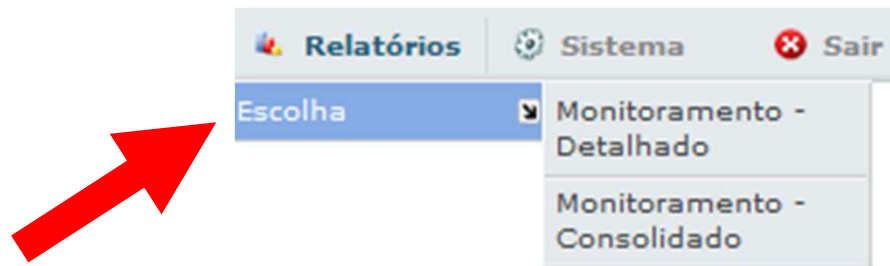 Relatórios Sistema Sair
Escolha Monitoramento -
Detalhado
Monitoramento -
Consolidado